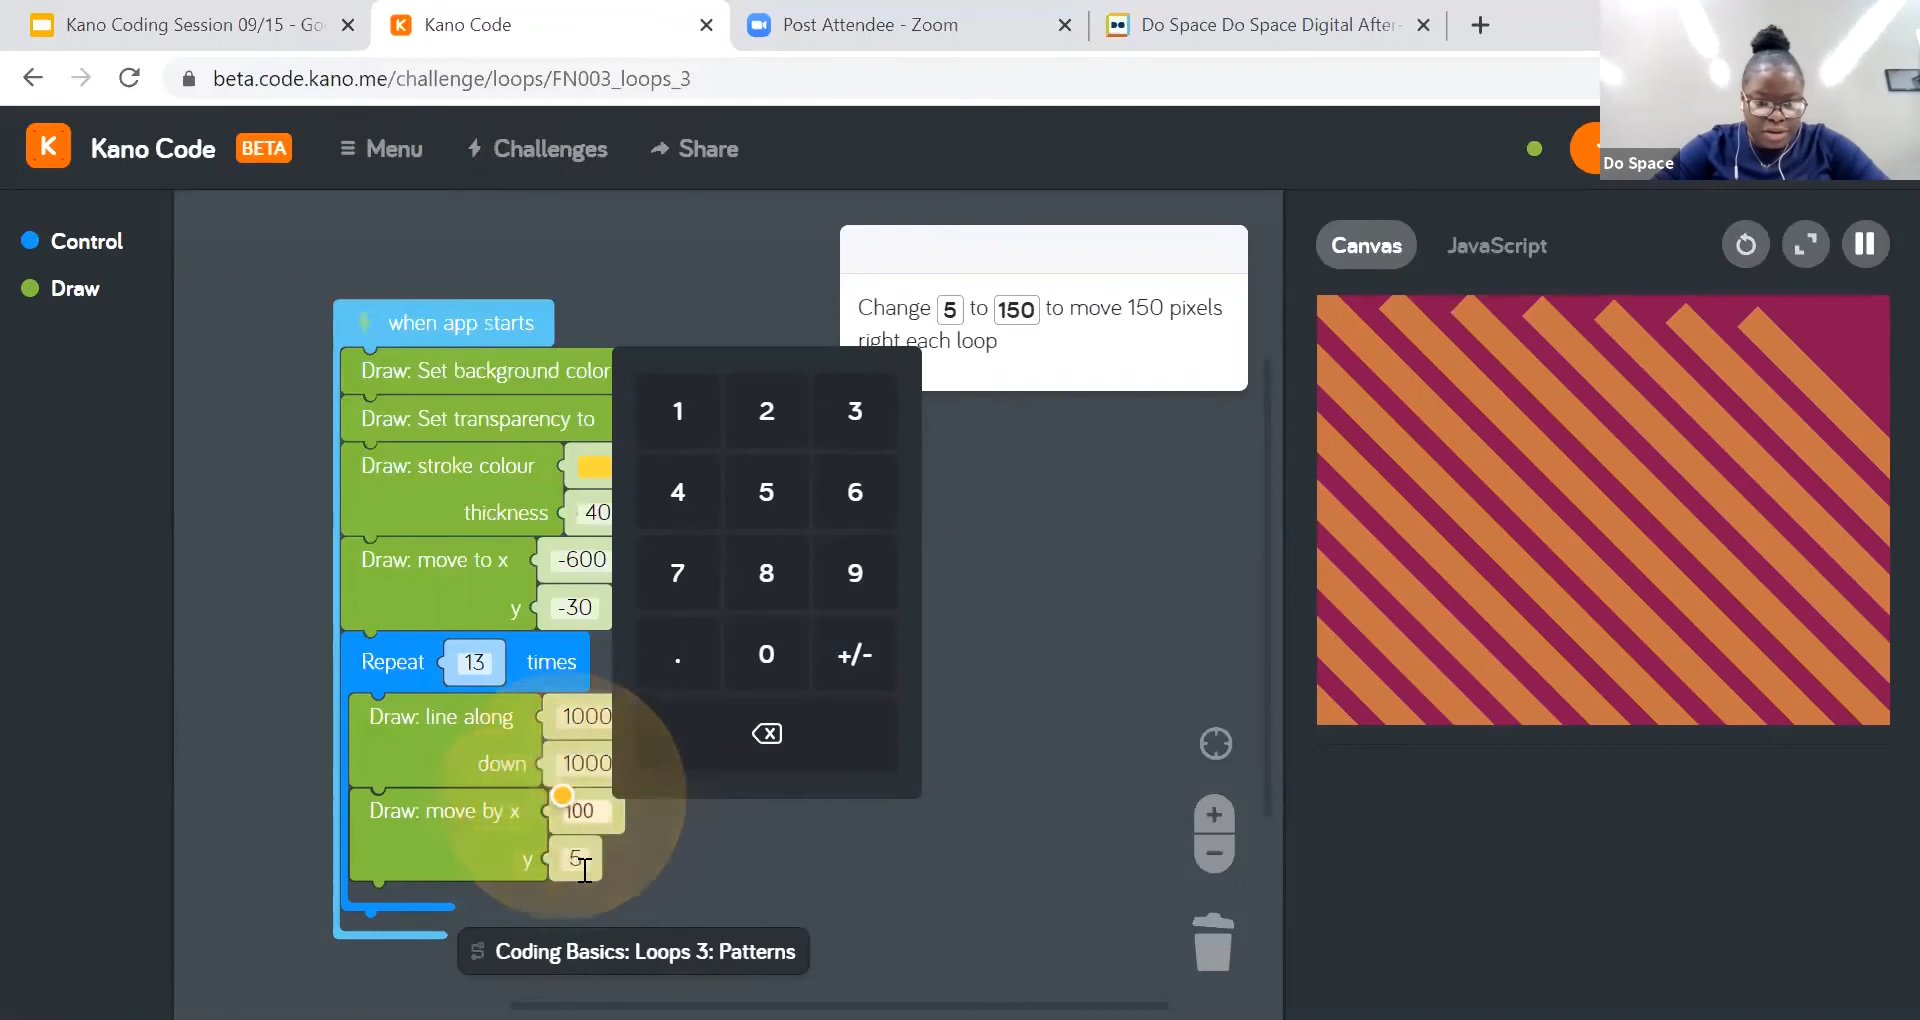 Kano Coding Session 09/15 - Go
Kano Code
Post Attendee - Zoom
Do Space Do Space Digital After-
beta.code.kano.me/challenge/loops/FN003_loops_3
K
Kano Code
BETA
Menu
Challenges
Share
Do Space
Control
Draw
when app starts
Draw: Set background color
Draw: Set transparency to
Draw: stroke colour
thickness 40
Draw: move to x -600
y -30
Repeat 13 times
Draw: line along 1000
down 1000
Draw: move by x 100
y 5
Change 5 to 150 to move 150 pixels
right each loop
1 2 3
4 5 6
7 8 9
. 0 +/-
Coding Basics: Loops 3: Patterns
Canvas
JavaScript